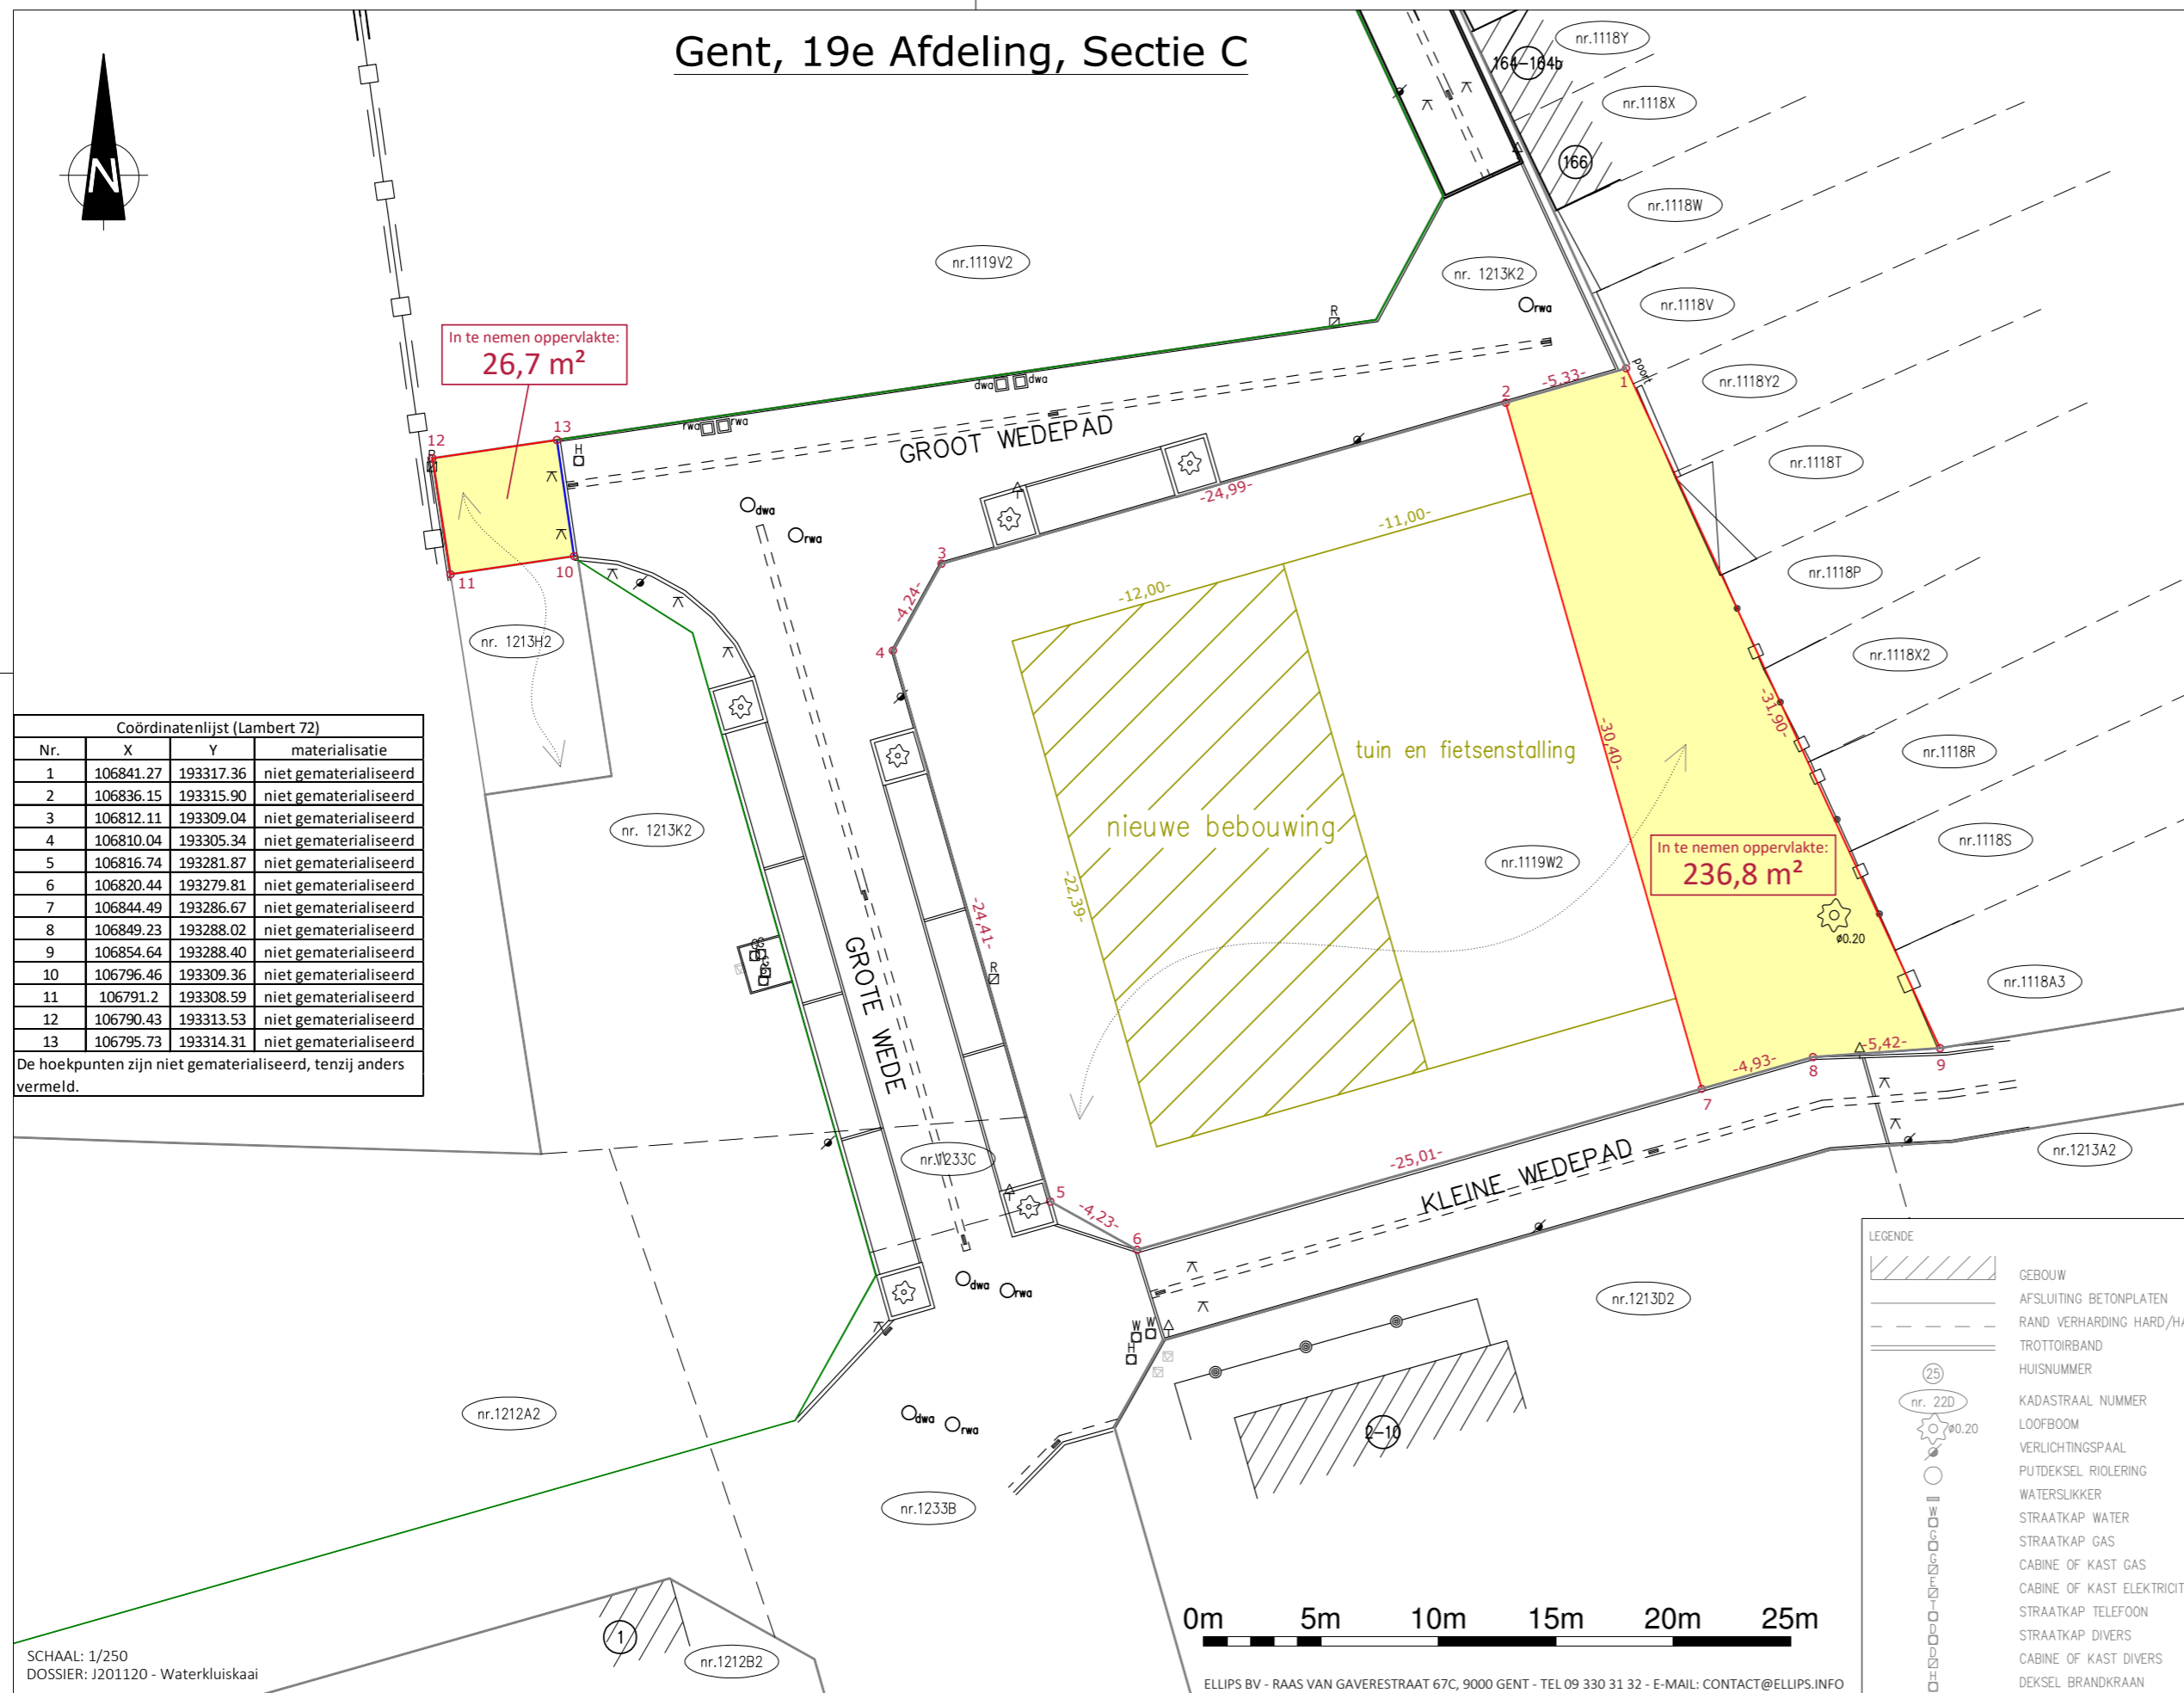 Gent, 19e Afdeling, Sectie C
N
nr.1118Y
164-164b
nr.1118X
166
nr.1118W
nr.1119V2
nr. 1213K2
rwa
R
nr.1118V
In te nemen oppervlakte:
26,7 m²
poort
1
-5,33-
2
nr.1118Y2
dwa
dwa
rwa
rwa
12
13
R
H
GROOT WEDEPAD
nr.1118T
-24,99-
-11,00-
dwa
rwa
3
11
10
-12,00-
-4,24-
nr.1118P
nr. 1213H2
4
nr.1118X2
-31,90-
-30,40-
tuin en fietsenstalling
nr.1118R
Coördinatenlijst (Lambert 72)
Nr. X Y materialisatie
1 106841.27 193317.36 niet gematerialiseerd
2 106836.15 193315.90 niet gematerialiseerd
3 106812.11 193309.04 niet gematerialiseerd
4 106810.04 193305.34 niet gematerialiseerd
5 106816.74 193281.87 niet gematerialiseerd
6 106820.44 193279.81 niet gematerialiseerd
7 106844.49 193286.67 niet gematerialiseerd
8 106849.23 193288.02 niet gematerialiseerd
9 106854.64 193288.40 niet gematerialiseerd
10 106796.46 193309.36 niet gematerialiseerd
11 106791.2 193308.59 niet gematerialiseerd
12 106790.43 193313.53 niet gematerialiseerd
13 106795.73 193314.31 niet gematerialiseerd
De hoekpunten zijn niet gematerialiseerd, tenzij anders
vermeld.
nr. 1213K2
nieuwe bebouwing
nr.1119W2
In te nemen oppervlakte:
236,8 m²
nr.1118S
ø0.20
-22,39-
-24,41-
R
GROTE WEDE
nr.1118A3
-4,93-
-5,42-
7
8
9
nr.1213A2
nr.1233C
-25,01-
KLEINE WEDEPAD
5
-4,23-
6
dwa
rwa
W
W
H
nr.1213D2
nr.1212A2
dwa
rwa
2-10
nr.1233B
1
nr.1212B2
LEGENDE
GEBOUW
AFSLUITING BETONPLATEN
RAND VERHARDING HARD/HA
TROTTOIRBAND
25 HUISNUMMER
nr. 22D KADASTRAAL NUMMER
ø0.20 LOOFBOOM
VERLICHTINGSPAAL
PUTDEKSEL RIOLERING
WATERSLIKKER
W STRAATKAP WATER
G STRAATKAP GAS
G CABINE OF KAST GAS
E CABINE OF KAST ELEKTRICIT
T STRAATKAP TELEFOON
D STRAATKAP DIVERS
D CABINE OF KAST DIVERS
H DEKSEL BRANDKRAAN
0m 5m 10m 15m 20m 25m
SCHAAL: 1/250
DOSSIER: J201120 - Waterkluiskaai
ELLIPS BV - RAAS VAN GAVERESTRAAT 67C, 9000 GENT - TEL 09 330 31 32 - E-MAIL: CONTACT@ELLIPS.INFO